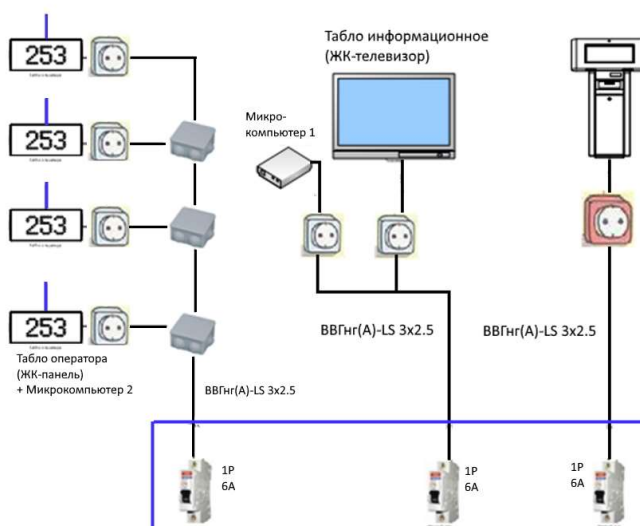 253
253
253
253
Табло оператора
(ЖК-панель)
+ Микрокомпьютер 2
ВВГнг(A)-LS 3x2.5
Микро-
компьютер 1
Табло информационное
(ЖК-телевизор)
ВВГнг(A)-LS 3x2.5
ВВГнг(A)-LS 3x2.5
1P
6A
1P
6A
1P
6A